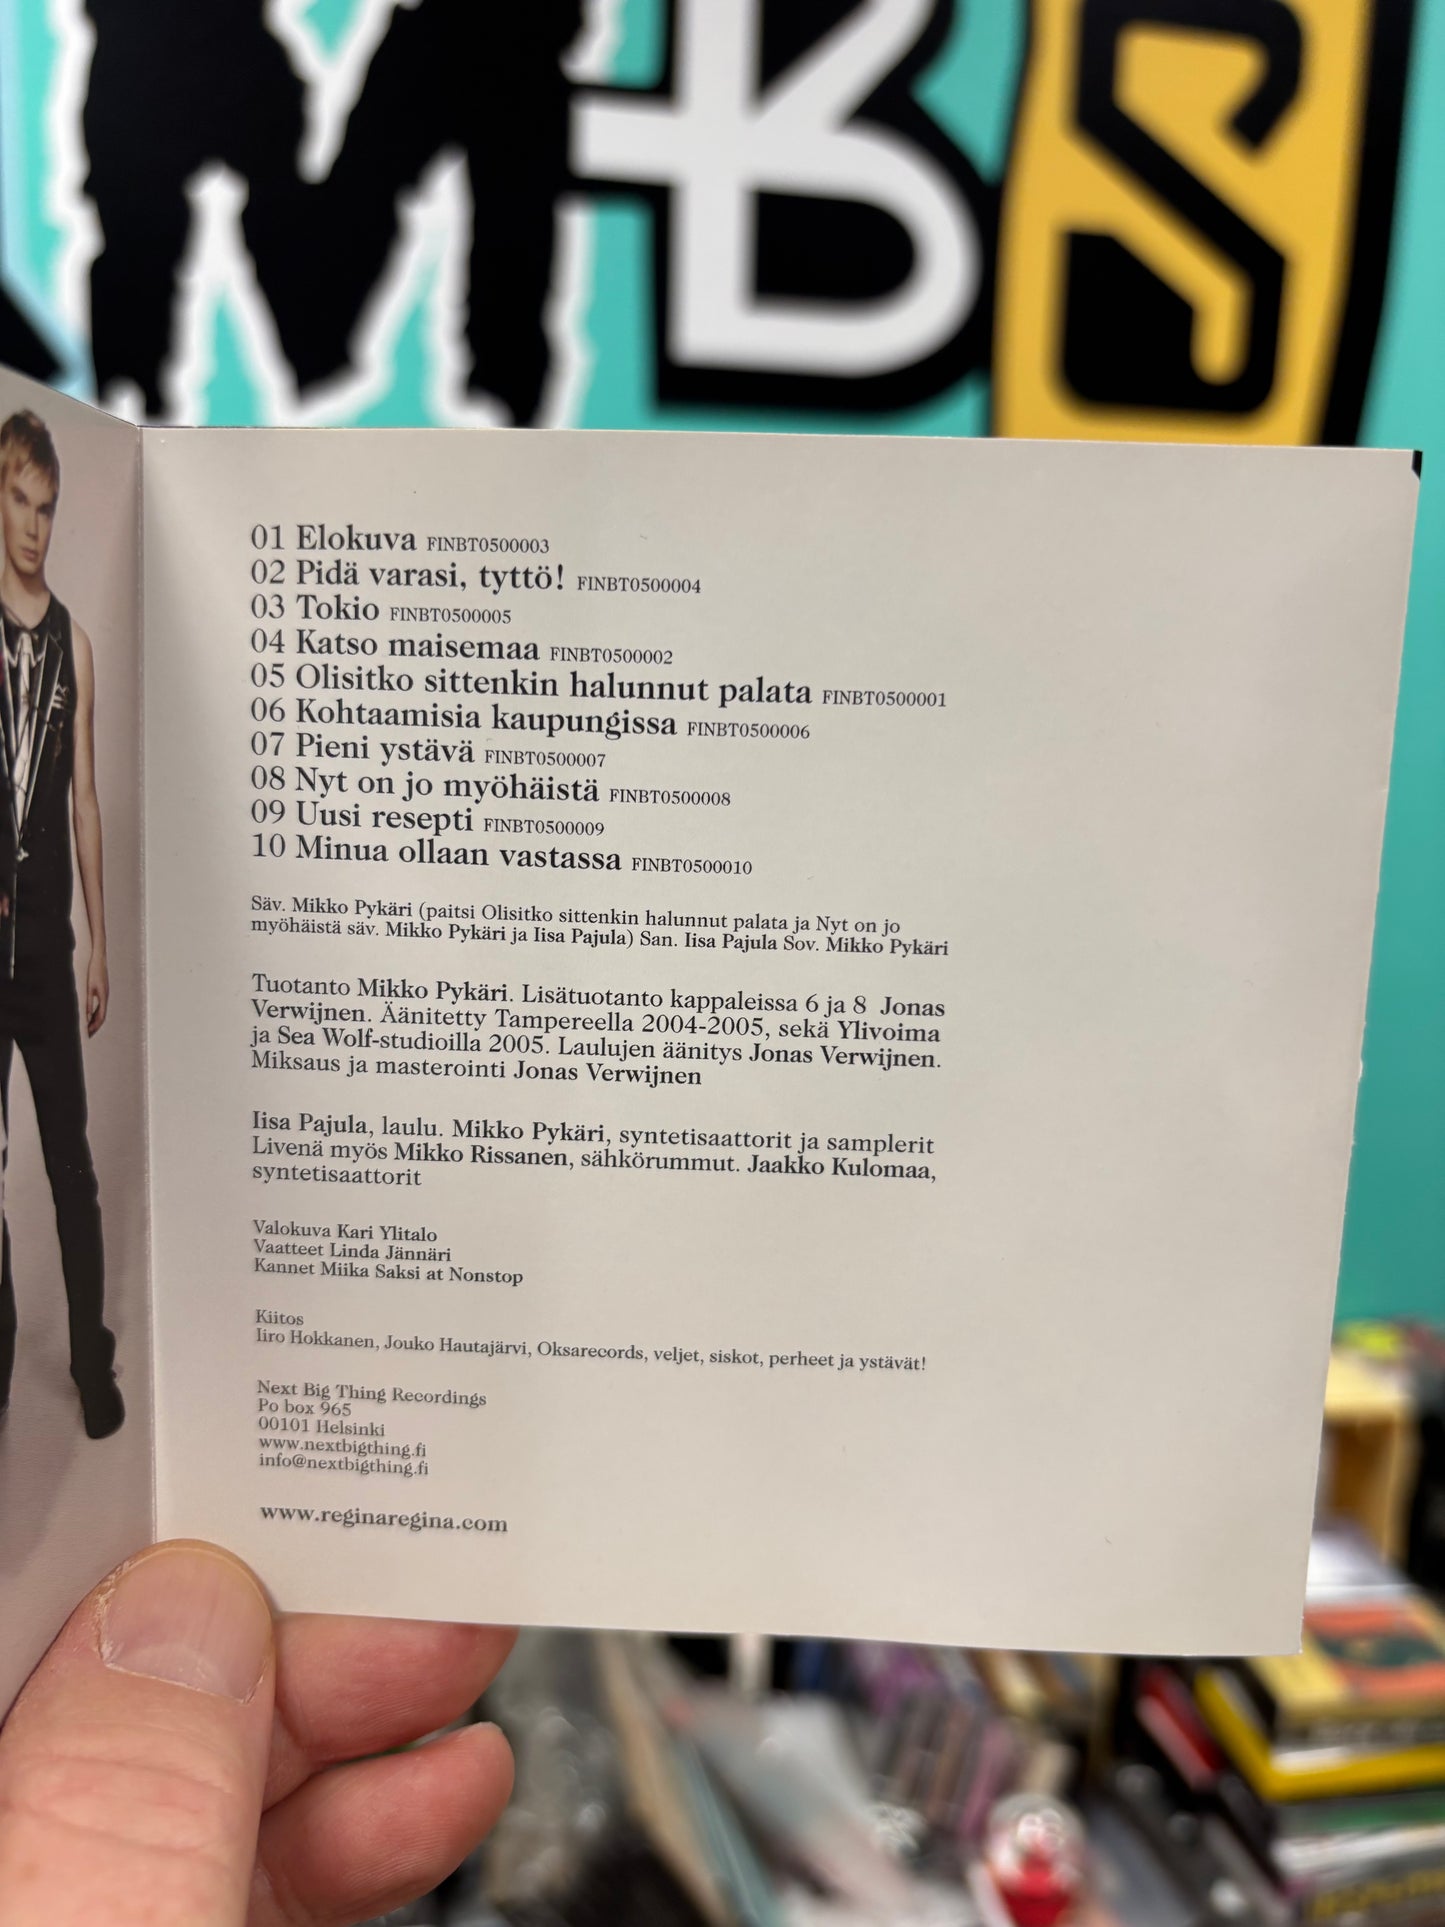 MBS
01 Elokuva FINBT0500003
02 Pidä varasi, tyttö! FINBT0500004
03 Tokio FINBT0500005
04 Katso maisemaa FINBT0500002
05 Olisitko sittenkin halunnut palata FINBT0500001
06 Kohtaamisia kaupungissa FINBT0500006
07 Pieni ystävä FINBT0500007
08 Nyt on jo myöhäistä FINBT0500008
09 Uusi resepti FINBT0500009
10 Minua ollaan vastassa FINBT0500010
Säv. Mikko Pykäri (paitsi Olisitko sittenkin halunnut palata ja Nyt on jo
myöhäistä säv. Mikko Pykäri ja Iisa Pajula) San. Iisa Pajula Sov. Mikko Pykäri
Tuotanto Mikko Pykäri. Lisätuotanto kappaleissa 6 ja 8 Jonas
Verwijnen. Äänitetty Tampereella 2004-2005, sekä Ylivoima
ja Sea Wolf-studioilla 2005. Laulujen äänitys Jonas Verwijnen.
Miksaus ja masterointi Jonas Verwijnen
Iisa Pajula, laulu. Mikko Pykäri, syntetisaattorit ja samplerit
Livenä myös Mikko Rissanen, sähkörummut. Jaakko Kulomaa,
syntetisaattorit
Valokuva Kari Ylitalo
Vaatteet Linda Jännäri
Kannet Miika Saksi at Nonstop
Kiitos
Iiro Hokkanen, Jouko Hautajärvi, Oksarecords, veljet, siskot, perheet ja ystävät!
Next Big Thing Recordings
Po box 965
00101 Helsinki
www.nextbigthing.fi
info@nextbigthing.fi
www.reginaregina.com